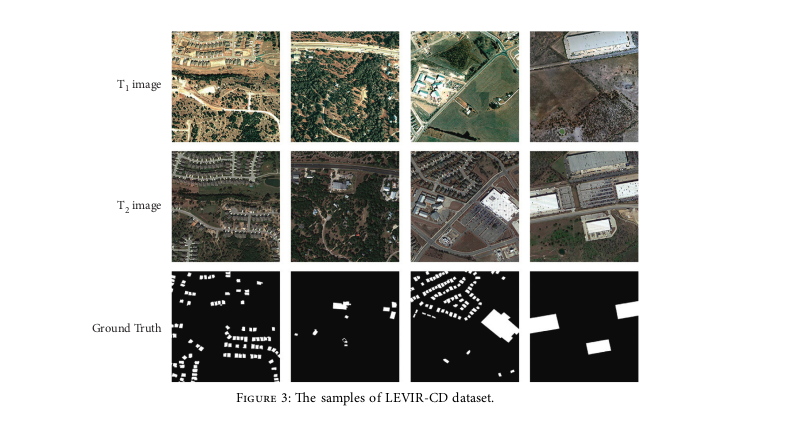 T1 image
T2 image
Ground Truth
Figure 3: The samples of LEVIR-CD dataset.